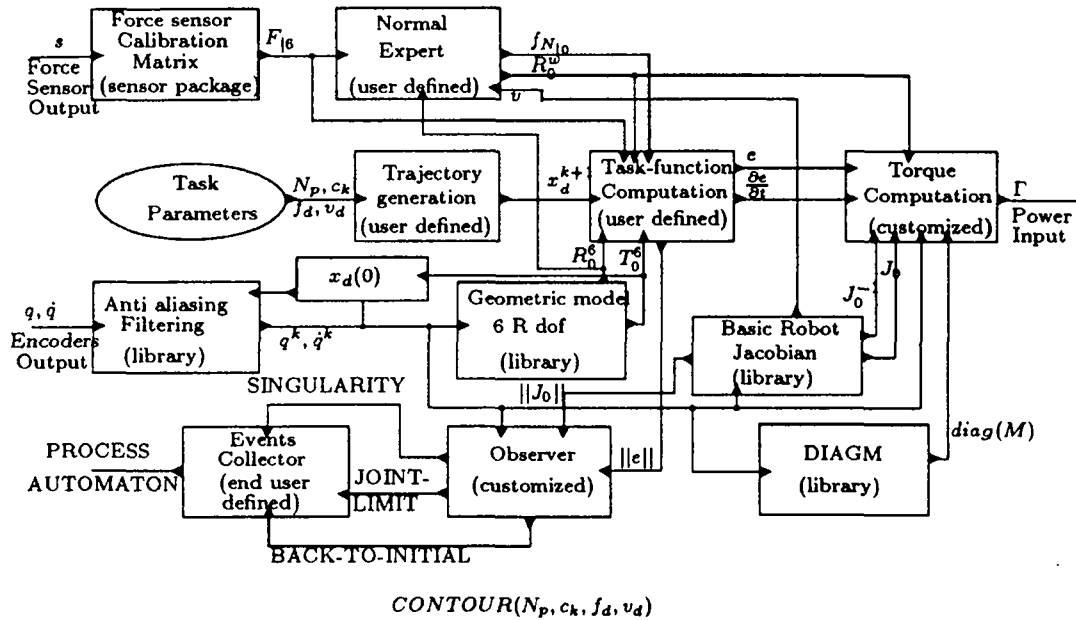 s
Force
Sensor
Output
Force sensor
Calibration
Matrix
(sensor package)
F|6
Normal
Expert
(user defined)
f_{N|0}
R_0^w
v
Task
Parameters
N_p, c_k
f_d, v_d
Trajectory
generation
(user defined)
x_d^{k+1}
Task-function
Computation
(user defined)
e
∂e/∂t
Torque
Computation
(customized)
Γ
Power
Input
R_0^6
T_0^6
x_d(0)
q, q̇
Encoders
Output
Anti aliasing
Filtering
(library)
q^k, q̇^k
Geometric model
6 R dof
(library)
J_0^{-1}
J
Basic Robot
Jacobian
(library)
SINGULARITY
||J_0||
PROCESS
AUTOMATON
Events
Collector
(end user
defined)
JOINT-
LIMIT
Observer
(customized)
||e||
DIAGM
(library)
diag(M)
BACK-TO-INITIAL
CONTOUR(N_p, c_k, f_d, v_d)